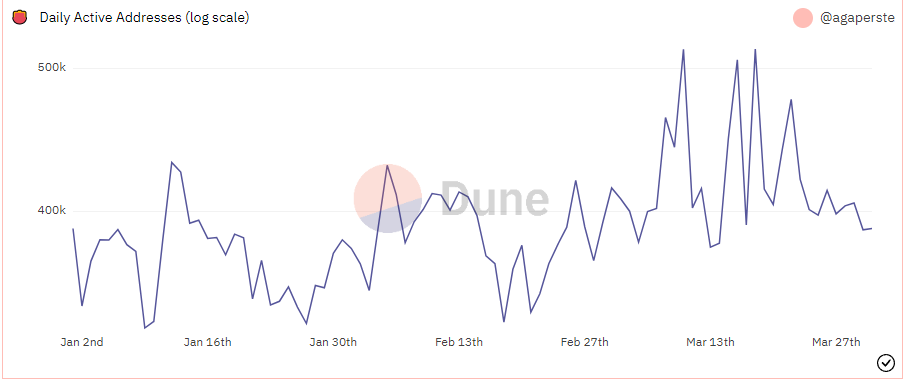 Daily Active Addresses (log scale)
@agaperste
500k
400k
Dune
Jan 2nd
Jan 16th
Jan 30th
Feb 13th
Feb 27th
Mar 13th
Mar 27th